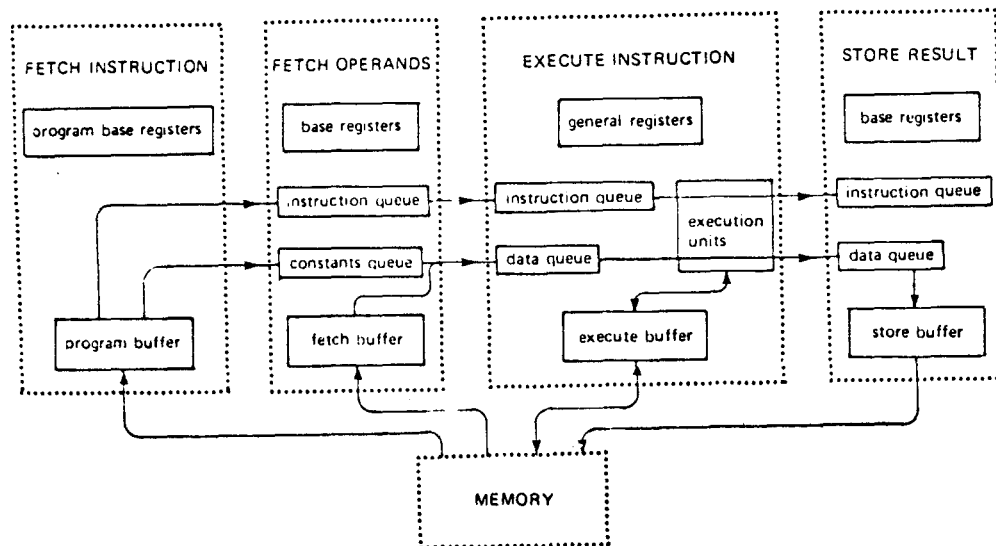 FETCH INSTRUCTION
program base registers
program buffer
FETCH OPERANDS
base registers
instruction queue
constants queue
fetch buffer
EXECUTE INSTRUCTION
general registers
instruction queue
data queue
execution
units
execute buffer
STORE RESULT
base registers
instruction queue
data queue
store buffer
MEMORY